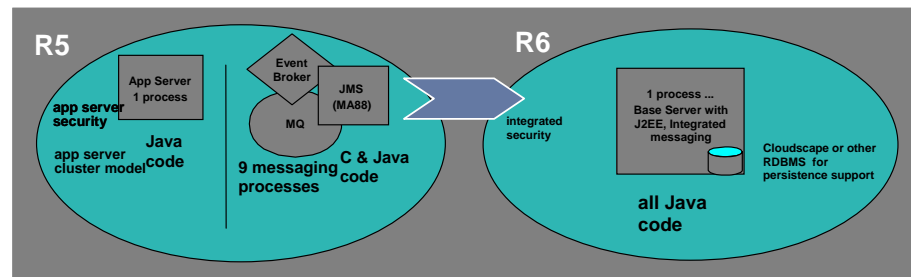 R5
App Server
1 process
app server
security
Java
code
app server
cluster model
Event
Broker
JMS
(MA88)
MQ
9 messaging
processes
C & Java
code
R6
integrated
security
1 process ...
Base Server with
J2EE, Integrated
messaging
Cloudscape or other
RDBMS for
persistence support
all Java
code